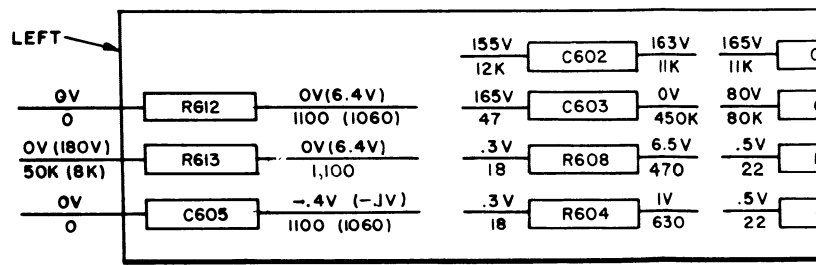 LEFT
155V C602 163V 165V
12K 11K 11K
0V R612 0V(6.4V) 165V C603 0V 80V
0 1100 (1060) 47 450K 80K
0V (180V) R613 0V(6.4V) .3V R608 6.5V .5V
50K (8K) 1,100 18 470 22
0V C605 -.4V (-.1V) .3V R604 1V .5V
0 1100 (1060) 18 630 22